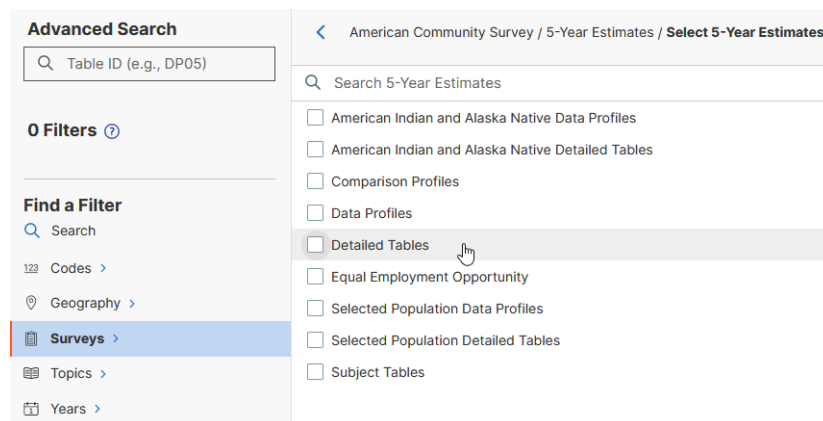 Advanced Search
Table ID (e.g., DP05)
0 Filters ?
Find a Filter
Search
123 Codes >
Geography >
Surveys >
Topics >
1 Years >
< American Community Survey / 5-Year Estimates / Select 5-Year Estimates
Search 5-Year Estimates
American Indian and Alaska Native Data Profiles
American Indian and Alaska Native Detailed Tables
Comparison Profiles
Data Profiles
Detailed Tables
Equal Employment Opportunity
Selected Population Data Profiles
Selected Population Detailed Tables
Subject Tables